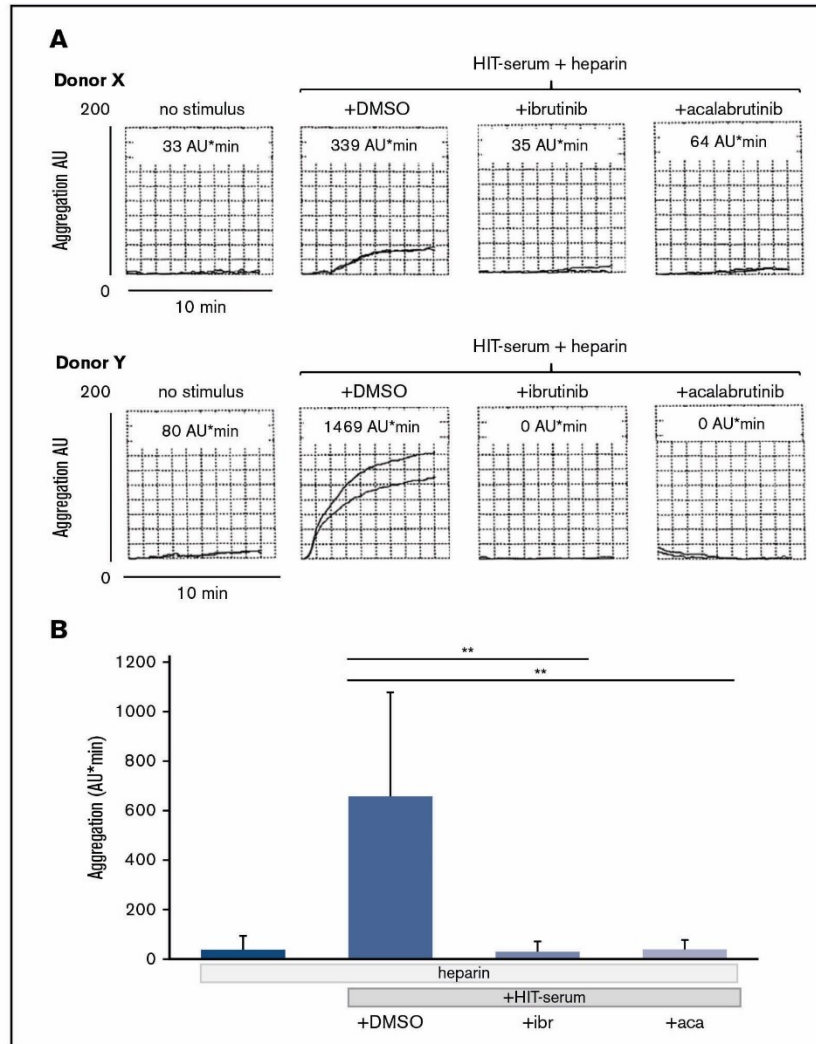 A
HIT-serum + heparin
Donor X
200
no stimulus
+DMSO
+ibrutinib
+acalabrutinib
33 AU*min
339 AU*min
35 AU*min
64 AU*min
Aggregation AU
0
10 min
HIT-serum + heparin
Donor Y
200
no stimulus
+DMSO
+ibrutinib
+acalabrutinib
80 AU*min
1469 AU*min
0 AU*min
0 AU*min
Aggregation AU
0
10 min
B
1200
**
**
1000
800
600
400
200
0
Aggregation (AU*min)
heparin
+HIT-serum
+DMSO
+ibr
+aca